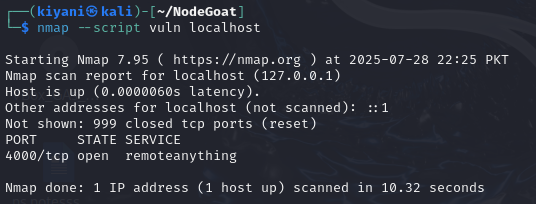 ┌──(kiyani㉿kali)-[~/NodeGoat]
└─$ nmap --script vuln localhost
Starting Nmap 7.95 ( https://nmap.org ) at 2025-07-28 22:25 PKT
Nmap scan report for localhost (127.0.0.1)
Host is up (0.0000060s latency).
Other addresses for localhost (not scanned): ::1
Not shown: 999 closed tcp ports (reset)
PORT     STATE SERVICE
4000/tcp open  remoteanything
Nmap done: 1 IP address (1 host up) scanned in 10.32 seconds